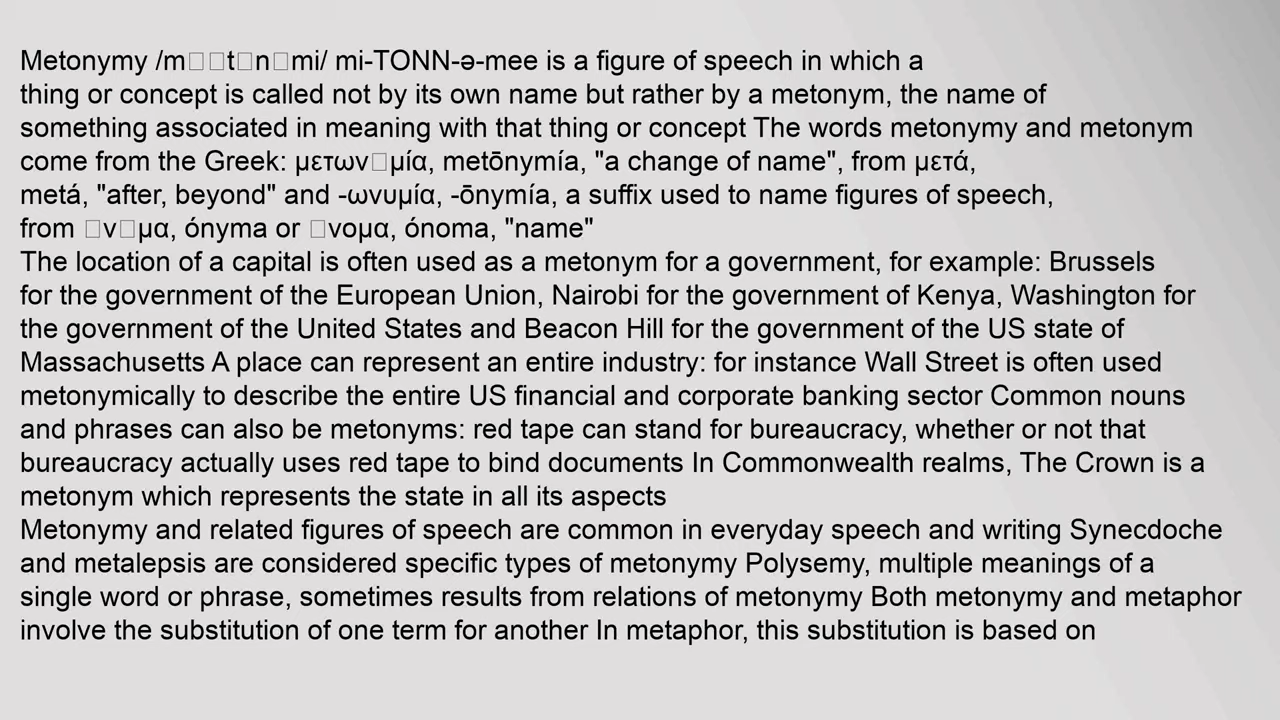 Metonymy /m□□t□n□mi/ mi-TONN-ə-mee is a figure of speech in which a
thing or concept is called not by its own name but rather by a metonym, the name of
something associated in meaning with that thing or concept The words metonymy and metonym
come from the Greek: μετων□μία, metōnymía, "a change of name", from μετά,
metá, "after, beyond" and -ωνυμία, -ōnymía, a suffix used to name figures of speech,
from □ν□μα, ónyma or □νομα, ónoma, "name"
The location of a capital is often used as a metonym for a government, for example: Brussels
for the government of the European Union, Nairobi for the government of Kenya, Washington for
the government of the United States and Beacon Hill for the government of the US state of
Massachusetts A place can represent an entire industry: for instance Wall Street is often used
metonymically to describe the entire US financial and corporate banking sector Common nouns
and phrases can also be metonyms: red tape can stand for bureaucracy, whether or not that
bureaucracy actually uses red tape to bind documents In Commonwealth realms, The Crown is a
metonym which represents the state in all its aspects
Metonymy and related figures of speech are common in everyday speech and writing Synecdoche
and metalepsis are considered specific types of metonymy Polysemy, multiple meanings of a
single word or phrase, sometimes results from relations of metonymy Both metonymy and metaphor
involve the substitution of one term for another In metaphor, this substitution is based on